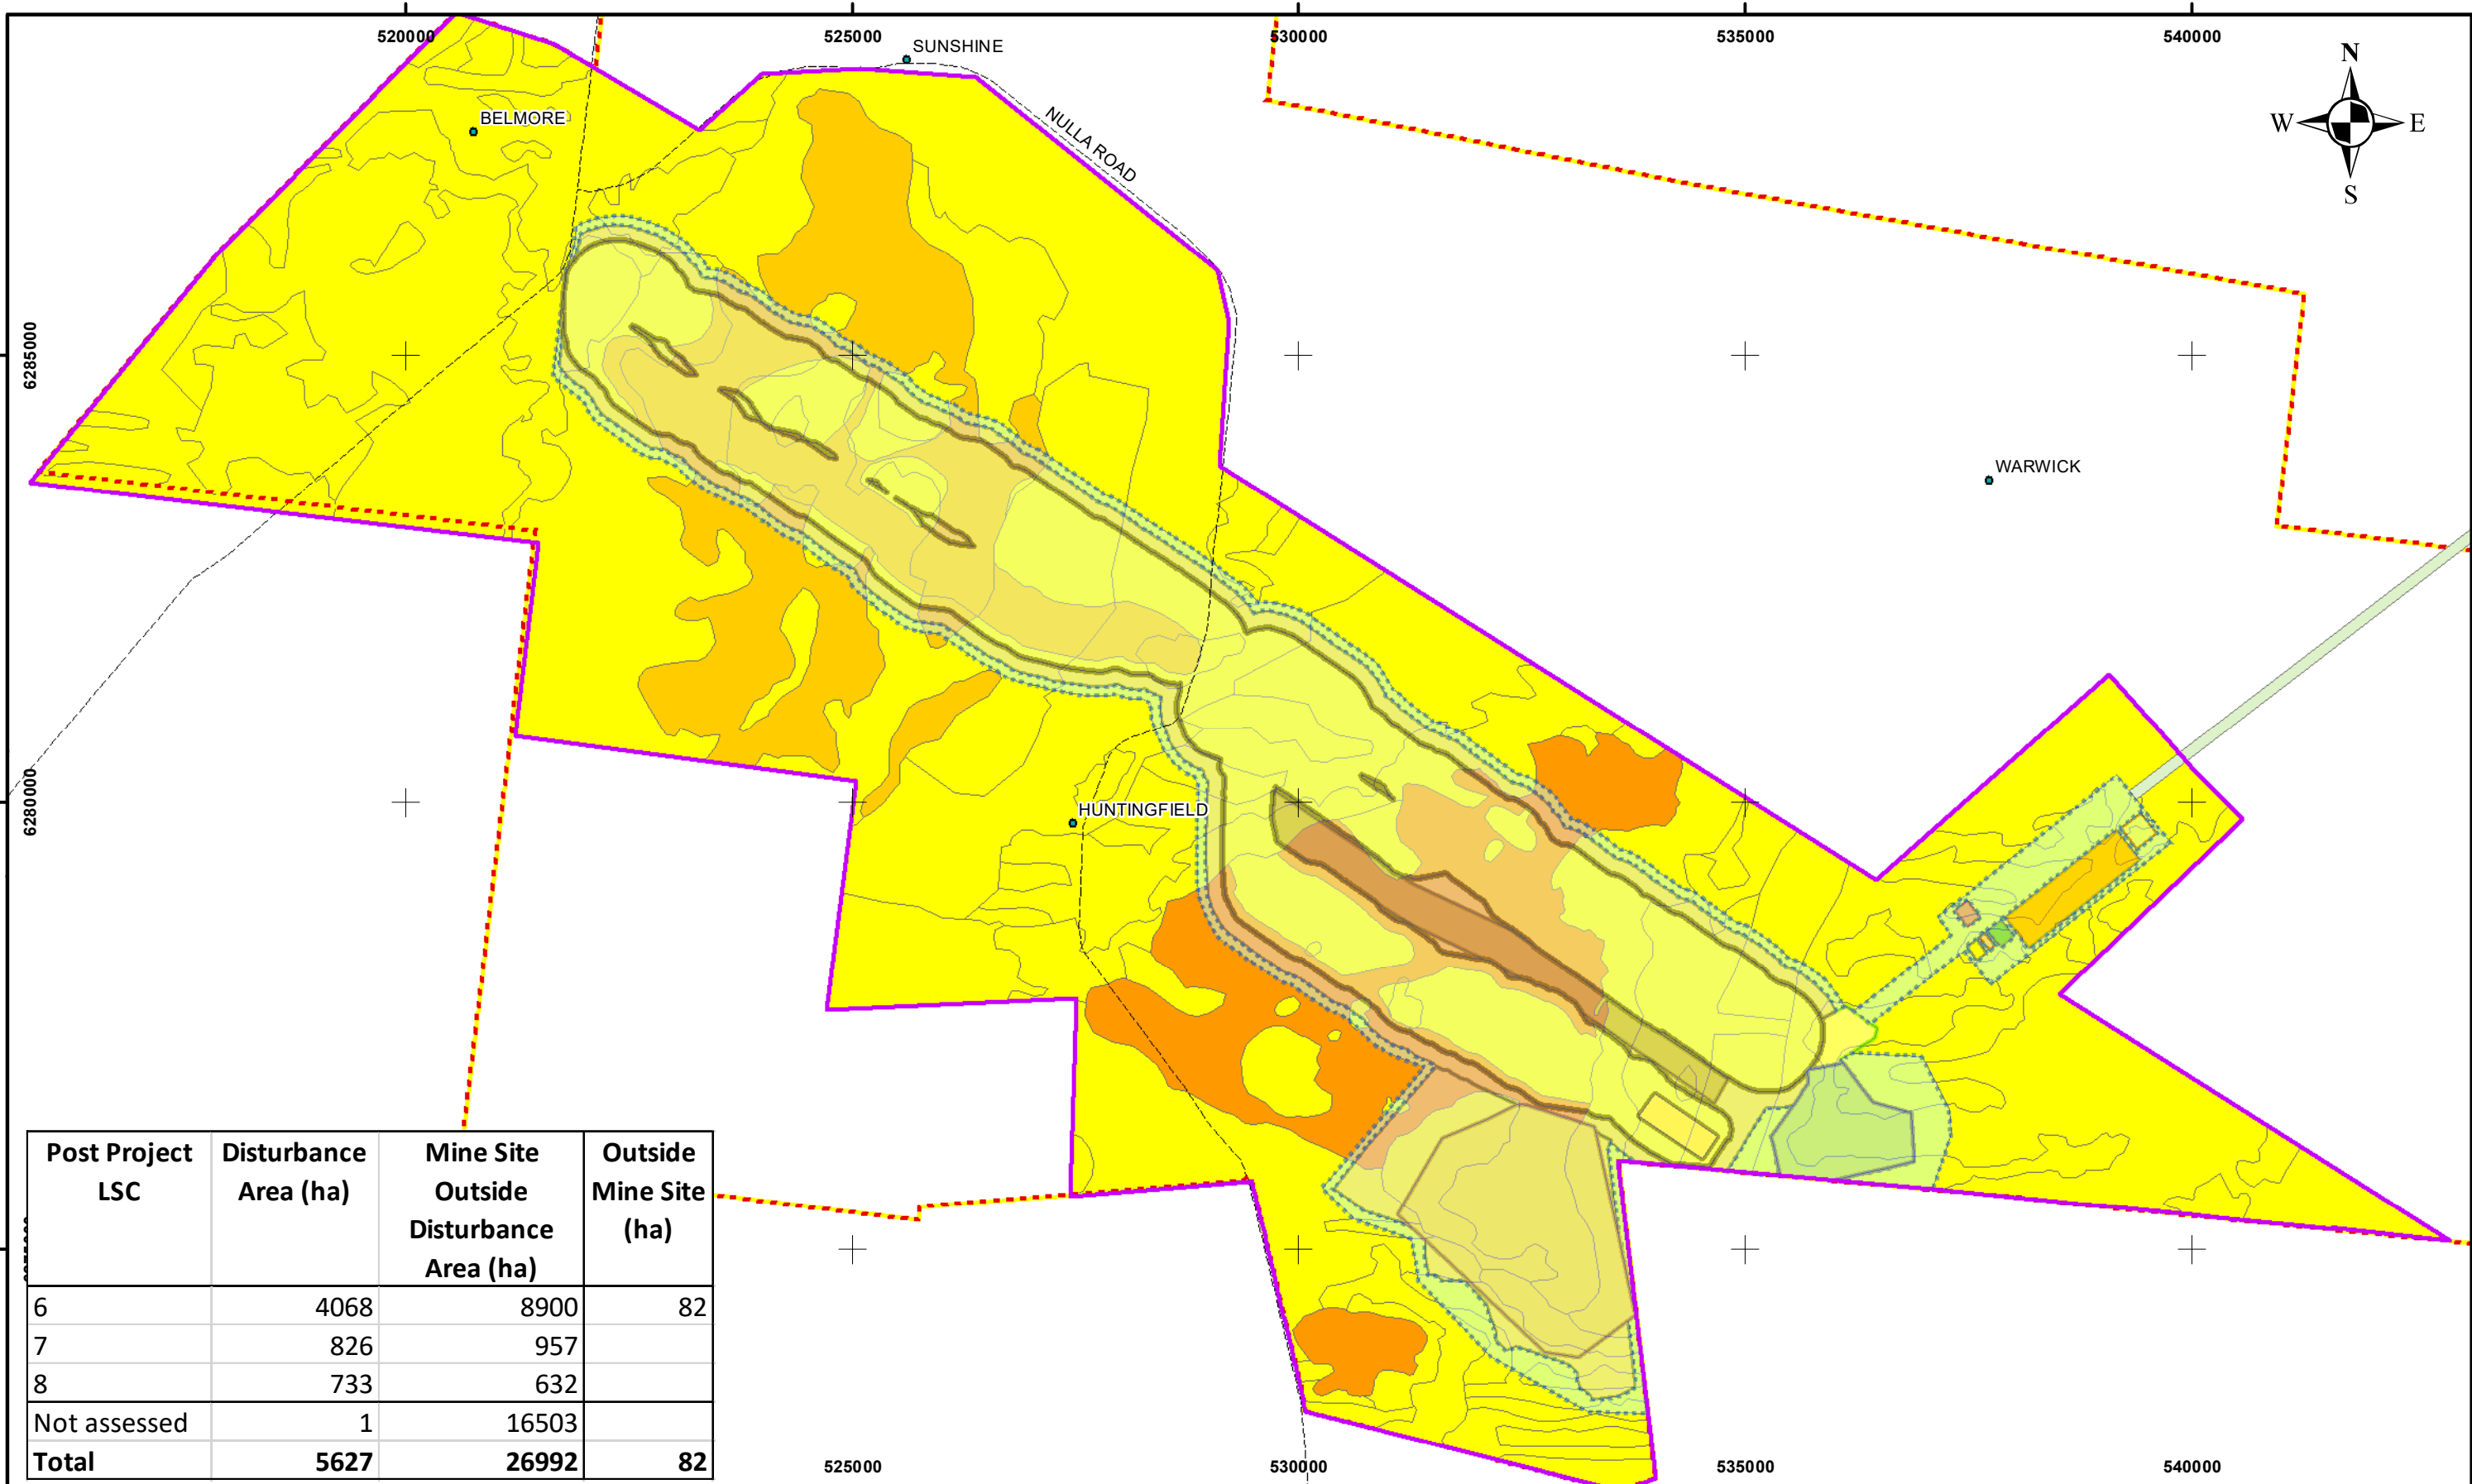 520000 525000 530000 535000 540000
SUNSHINE
N
BELMORE
NULLA ROAD
W E
S
6285000
WARWICK
6280000
HUNTINGFIELD
Post Project LSC
Disturbance Area (ha)
Mine Site Outside Disturbance Area (ha)
Outside Mine Site (ha)
6 4068 8900 82
7 826 957
8 733 632
Not assessed 1 16503
Total 5627 26992 82
525000 530000 535000 540000